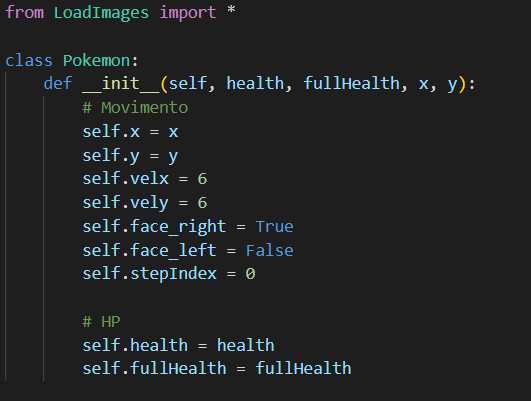 from LoadImages import *
class Pokemon:
def __init__(self, health, fullHealth, x, y):
# Movimento
self.x = x
self.y = y
self.velx = 6
self.vely = 6
self.face_right = True
self.face_left = False
self.stepIndex = 0
# HP
self.health = health
self.fullHealth = fullHealth